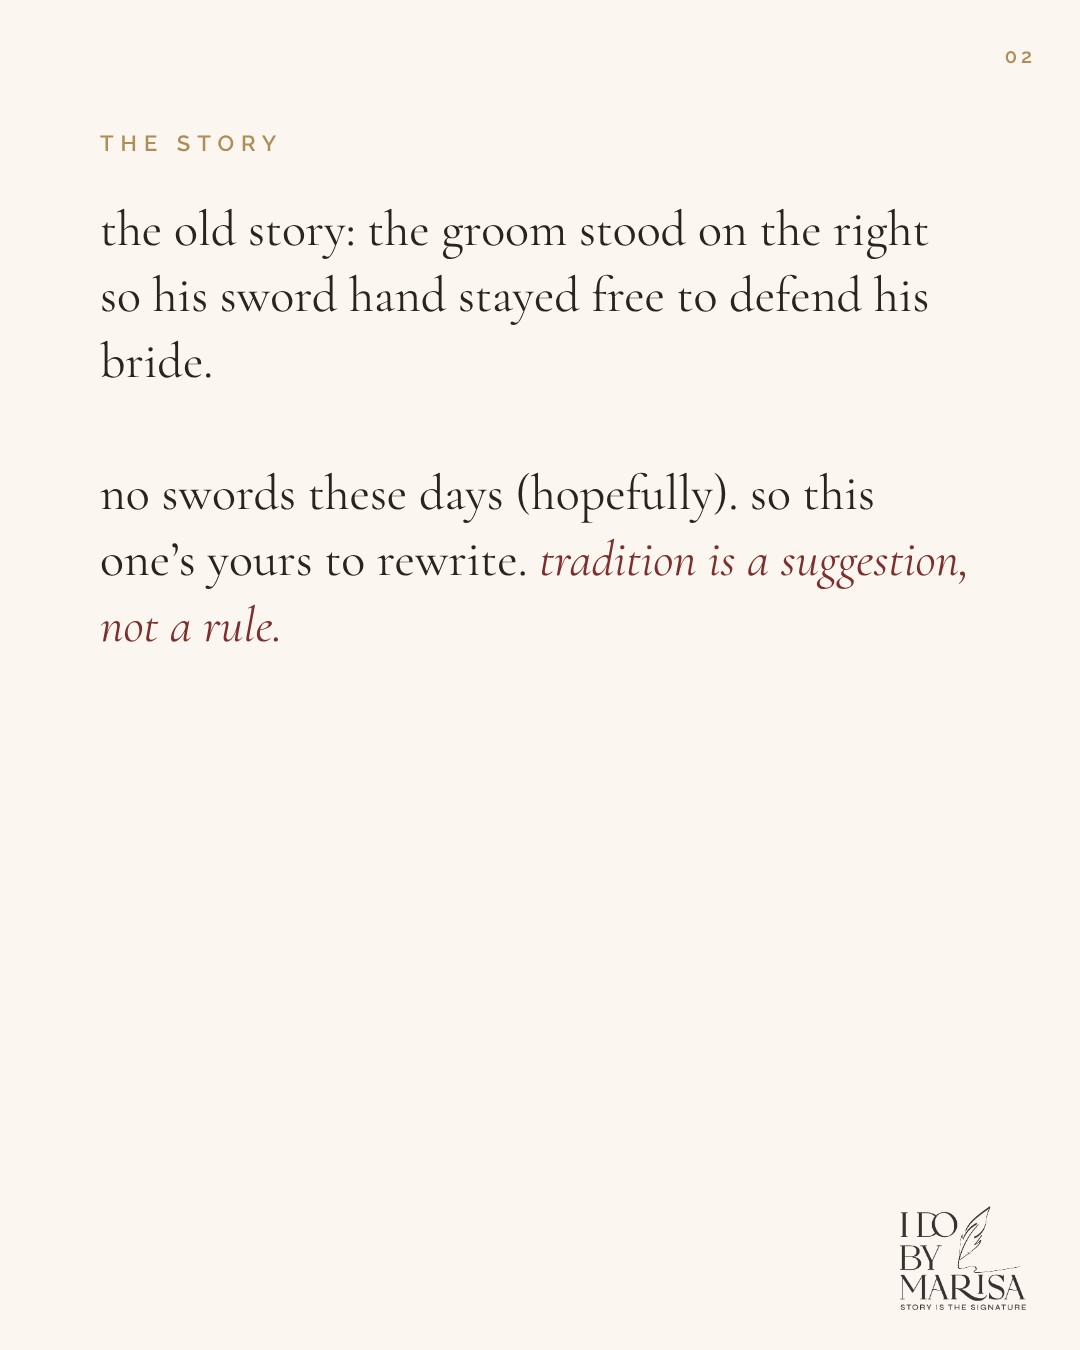 02
THE STORY
the old story: the groom stood on the right
so his sword hand stayed free to defend his
bride.
no swords these days (hopefully). so this
one’s yours to rewrite. tradition is a suggestion,
not a rule.
I DO
BY
MARISA
STORY IS THE SIGNATURE